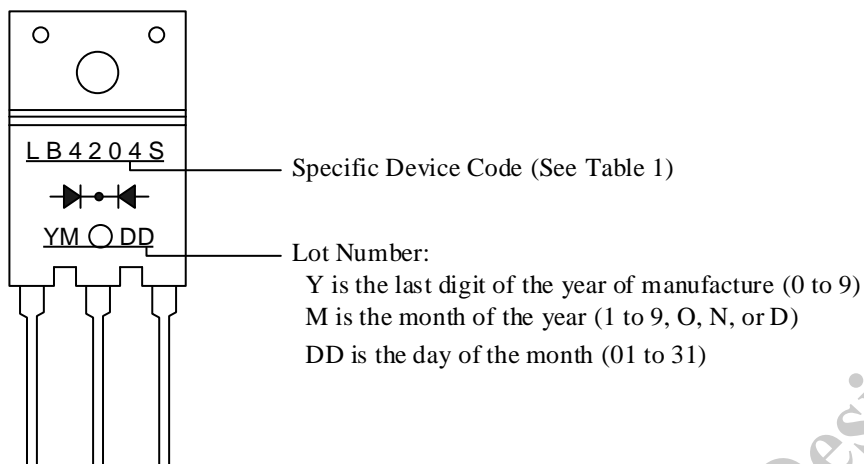 LB4204S
Specific Device Code (See Table 1)
YM DD
Lot Number:
Y is the last digit of the year of manufacture (0 to 9)
M is the month of the year (1 to 9, O, N, or D)
DD is the day of the month (01 to 31)